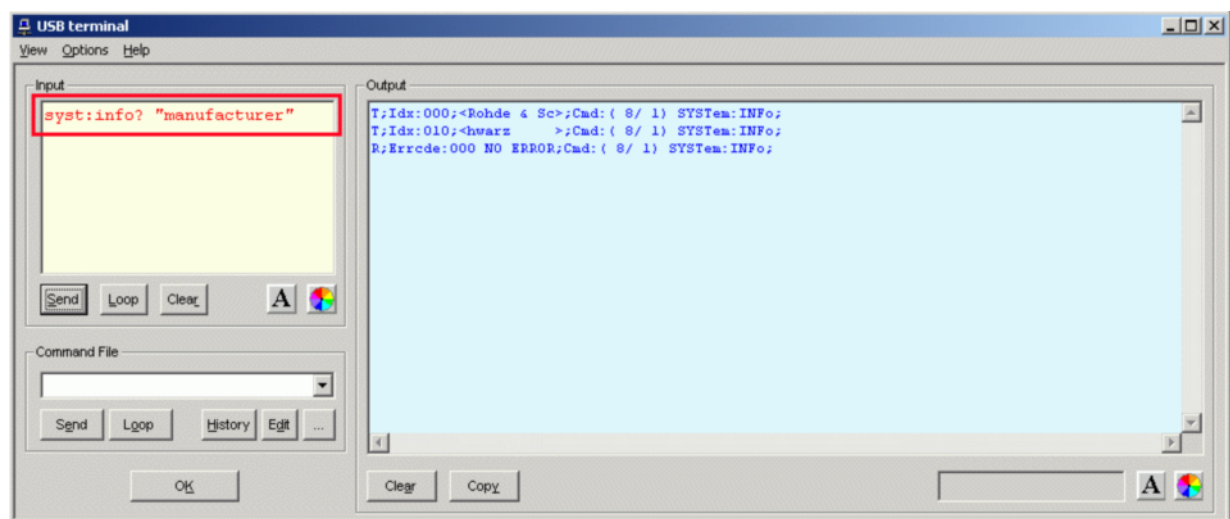 USB terminal
View Options Help
Input
syst:info? "manufacturer"
Send Loop Clear A
Command File
Send Loop History Edit ...
OK
Output
T;Idx:000;<Rohde & Sc>;Cmd:( 8/ 1) SYSTem:INFo;
T;Idx:010;<hwarz     >;Cmd:( 8/ 1) SYSTem:INFo;
R;Errcde:000 NO ERROR;Cmd:( 8/ 1) SYSTem:INFo;
Clear Copy A